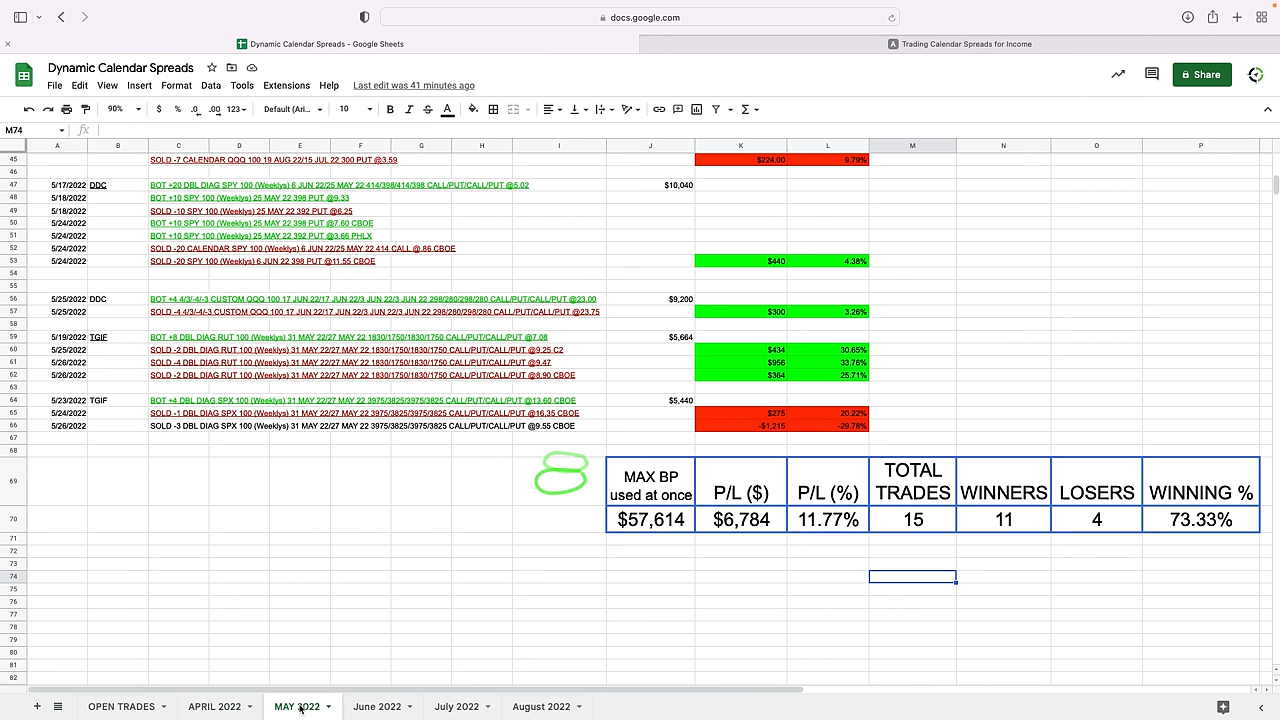 docs.google.com
Dynamic Calendar Spreads - Google Sheets
Trading Calendar Spreads for Income
Dynamic Calendar Spreads
File Edit View Insert Format Data Tools Extensions Help Last edit was 41 minutes ago
Share
90% $ % .0 .00 123 Default (Ari... 10 B I S A
M74 fx
A B C D E F G H I J K L M N O P
45 SOLD -7 CALENDAR QQQ 100 19 AUG 22/15 JUL 22 300 PUT @3.59 $224.00 9.79%
46
47 5/17/2022 DDC BOT +20 DBL DIAG SPY 100 (Weeklys) 6 JUN 22/25 MAY 22 414/398/414/398 CALL/PUT/CALL/PUT @5.02 $10,040
48 5/18/2022 BOT +10 SPY 100 (Weeklys) 25 MAY 22 398 PUT @9.33
49 5/18/2022 SOLD -10 SPY 100 (Weeklys) 25 MAY 22 392 PUT @6.25
50 5/24/2022 BOT +10 SPY 100 (Weeklys) 25 MAY 22 398 PUT @7.60 CBOE
51 5/24/2022 BOT +10 SPY 100 (Weeklys) 25 MAY 22 392 PUT @3.66 PHLX
52 5/24/2022 SOLD -20 CALENDAR SPY 100 (Weeklys) 6 JUN 22/25 MAY 22 414 CALL @.86 CBOE
53 5/24/2022 SOLD -20 SPY 100 (Weeklys) 6 JUN 22 398 PUT @11.55 CBOE $440 4.38%
54
55
56 5/25/2022 DDC BOT +4 4/3/-4/-3 CUSTOM QQQ 100 17 JUN 22/17 JUN 22/3 JUN 22/3 JUN 22 298/280/298/280 CALL/PUT/CALL/PUT @23.00 $9,200
57 5/25/2022 SOLD -4 4/3/-4/-3 CUSTOM QQQ 100 17 JUN 22/17 JUN 22/3 JUN 22/3 JUN 22 298/280/298/280 CALL/PUT/CALL/PUT @23.75 $300 3.26%
58
59 5/19/2022 TGIF BOT +8 DBL DIAG RUT 100 (Weeklys) 31 MAY 22/27 MAY 22 1830/1750/1830/1750 CALL/PUT/CALL/PUT @7.08 $5,664
60 5/25/2022 SOLD -2 DBL DIAG RUT 100 (Weeklys) 31 MAY 22/27 MAY 22 1830/1750/1830/1750 CALL/PUT/CALL/PUT @9.25 C2 $434 30.65%
61 5/26/2022 SOLD -4 DBL DIAG RUT 100 (Weeklys) 31 MAY 22/27 MAY 22 1830/1750/1830/1750 CALL/PUT/CALL/PUT @9.47 $956 33.76%
62 5/26/2022 SOLD -2 DBL DIAG RUT 100 (Weeklys) 31 MAY 22/27 MAY 22 1830/1750/1830/1750 CALL/PUT/CALL/PUT @8.90 CBOE $364 25.71%
63
64 5/23/2022 TGIF BOT +4 DBL DIAG SPX 100 (Weeklys) 31 MAY 22/27 MAY 22 3975/3825/3975/3825 CALL/PUT/CALL/PUT @13.60 CBOE $5,440
65 5/24/2022 SOLD -1 DBL DIAG SPX 100 (Weeklys) 31 MAY 22/27 MAY 22 3975/3825/3975/3825 CALL/PUT/CALL/PUT @16.35 CBOE $275 20.22%
66 5/26/2022 SOLD -3 DBL DIAG SPX 100 (Weeklys) 31 MAY 22/27 MAY 22 3975/3825/3975/3825 CALL/PUT/CALL/PUT @9.55 CBOE -$1,215 -29.78%
67
68
69 MAX BP used at once P/L ($) P/L (%) TOTAL TRADES WINNERS LOSERS WINNING %
70 $57,614 $6,784 11.77% 15 11 4 73.33%
71
72
73
74
75
76
77
78
79
80
81
82
OPEN TRADES APRIL 2022 MAY 2022 June 2022 July 2022 August 2022